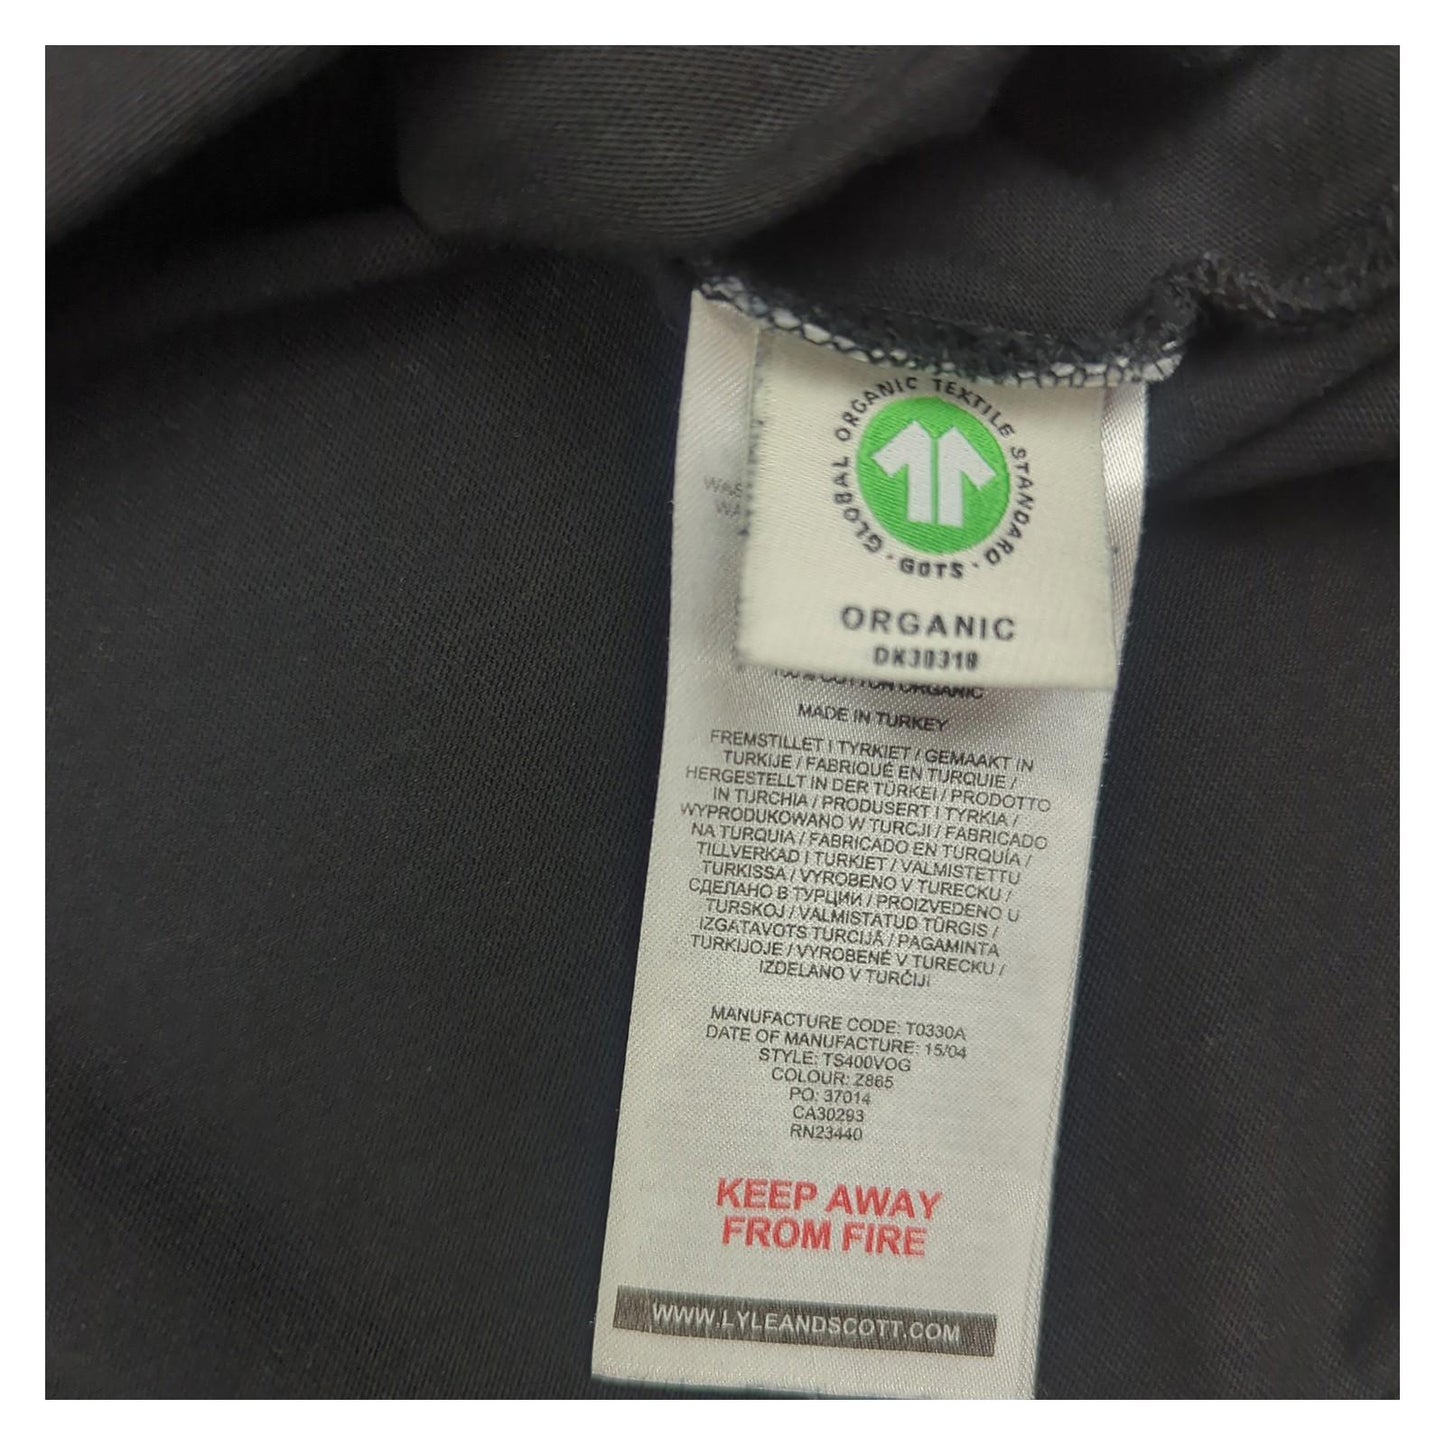 GLOBAL ORGANIC TEXTILE STANDARD · GOTS ·
ORGANIC
DK30318
100% COTTON ORGANIC
MADE IN TURKEY
FREMSTILLET I TYRKIET / GEMAAKT IN
TURKIJE / FABRIQUÉ EN TURQUIE /
HERGESTELLT IN DER TÜRKEI / PRODOTTO
IN TURCHIA / PRODUSERT I TYRKIA /
WYPRODUKOWANO W TURCJI / FABRICADO
NA TURQUIA / FABRICADO EN TURQUÍA /
TILLVERKAD I TURKIET / VALMISTETTU
TURKISSA / VYROBENO V TURECKU /
СДЕЛАНО В ТУРЦИИ / PROIZVEDENO U
TURSKOJ / VALMISTATUD TÜRGIS /
IZGATAVOTS TURCIJĀ / PAGAMINTA
TURKIJOJE / VYROBENÉ V TURECKU /
IZDELANO V TURČIJI
MANUFACTURE CODE: T0330A
DATE OF MANUFACTURE: 15/04
STYLE: TS400VOG
COLOUR: Z865
PO: 37014
CA30293
RN23440
KEEP AWAY
FROM FIRE
WWW.LYLEANDSCOTT.COM